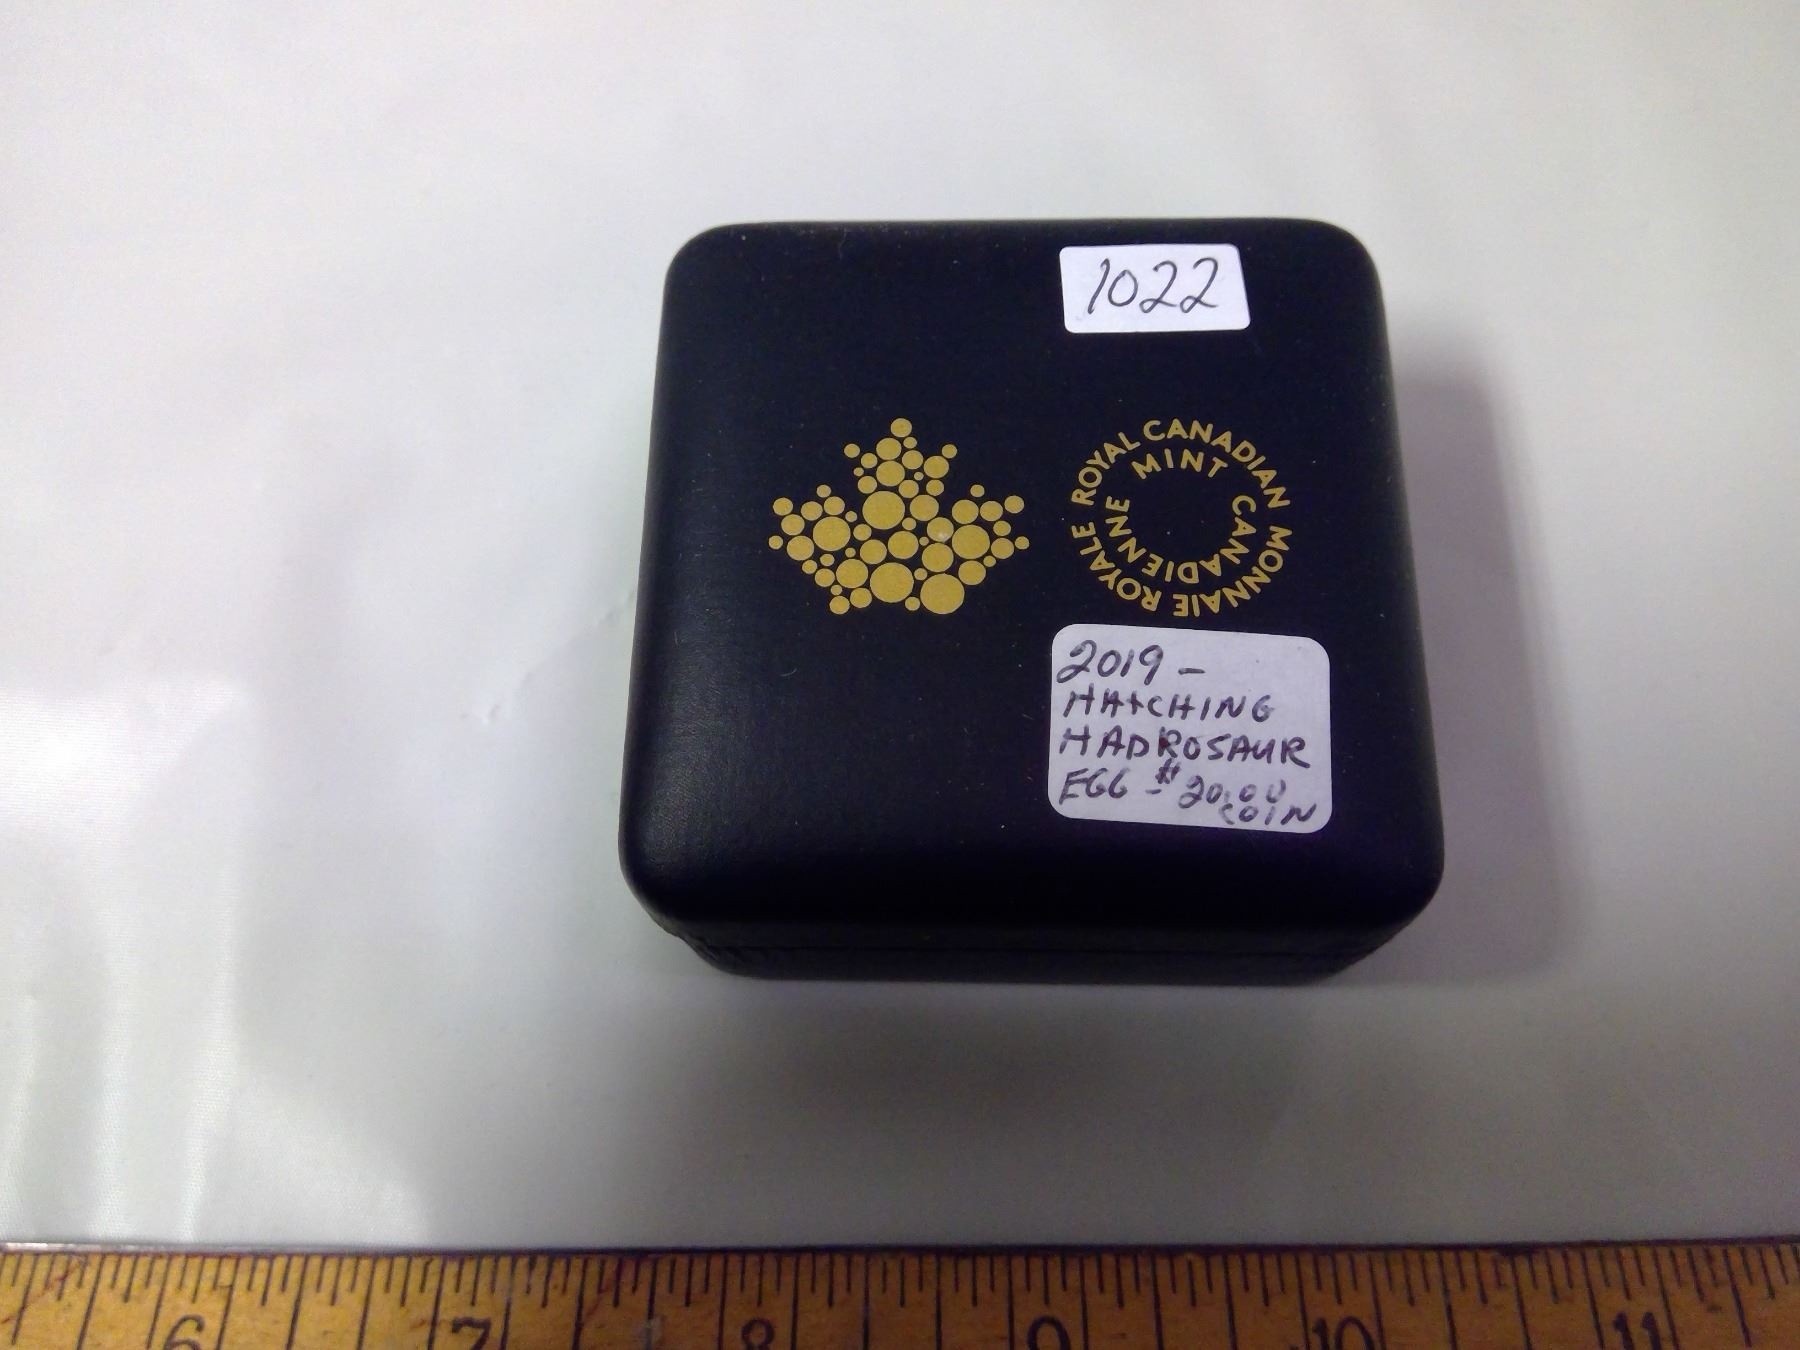 1022
ROYAL CANADIAN MINT
MONNAIE ROYALE CANADIENNE
2019 -
HATCHING
HADROSAUR
EGG - $20.00
COIN
6 7 8 9 10 11